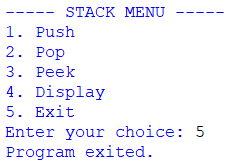 ----- STACK MENU -----
1. Push
2. Pop
3. Peek
4. Display
5. Exit
Enter your choice: 5
Program exited.